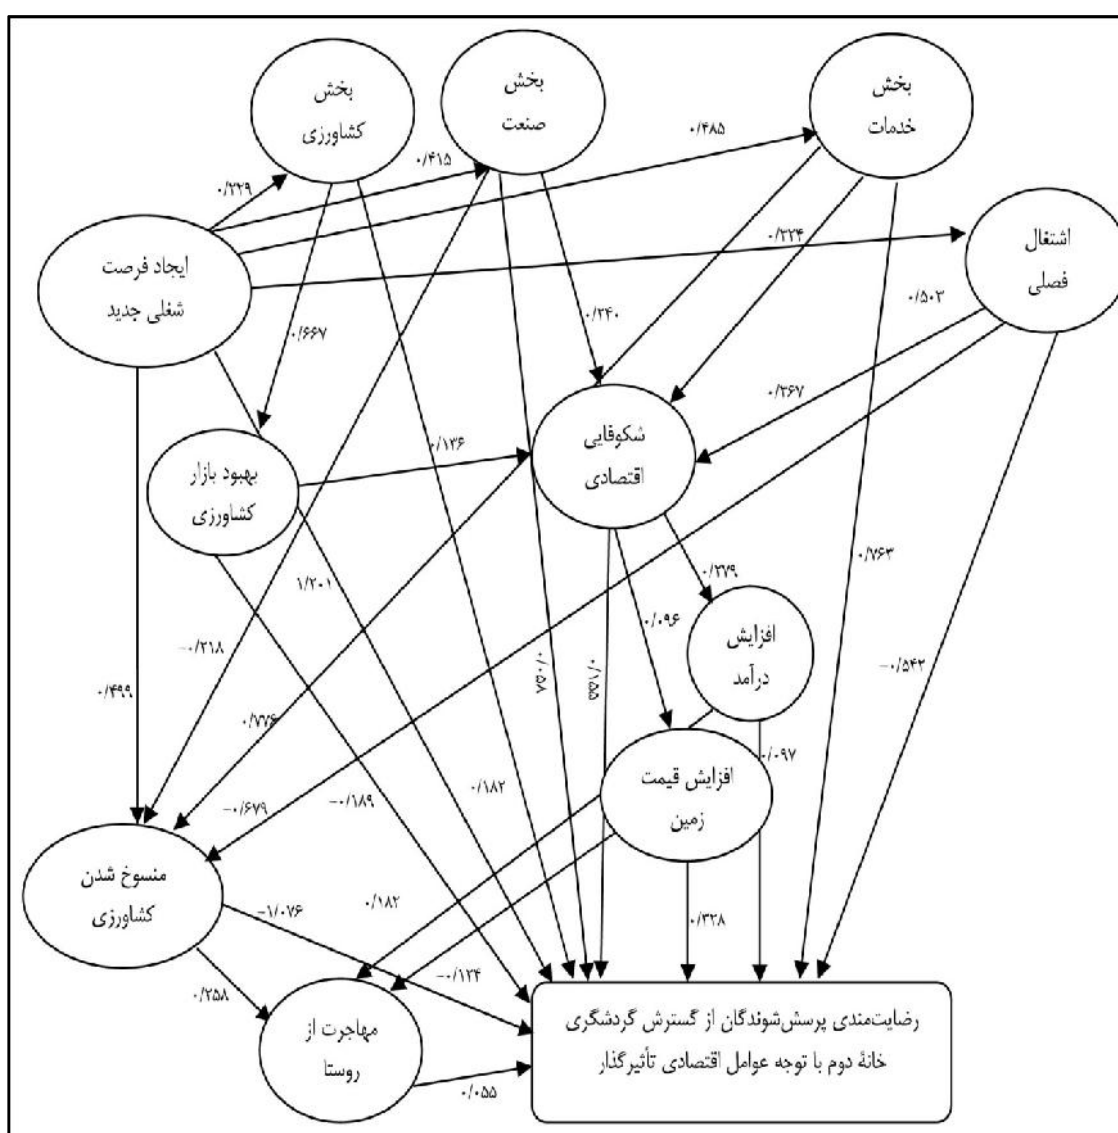 بخش
کشاورزی
بخش
صنعت
بخش
خدمات
۰/۴۸۵
۰/۴۱۵
۰/۲۲۹
ایجاد فرصت
شغلی جدید
۰/۲۲۴
اشتغال
فصلی
۰/۵۰۳
۰/۲۴۰
۰/۶۶۷
۰/۲۶۷
شکوفایی
اقتصادی
۰/۱۳۶
بهبود بازار
کشاورزی
۰/۷۶۳
۰/۲۷۹
۱/۲۰۱
۰/۰۹۶
افزایش
درآمد
-۰/۲۱۸
۰/۰۵۸
۰/۱۵۵
-۰/۵۴۲
۰/۴۹۹
۰/۷۷۶
۰/۰۹۷
افزایش قیمت
زمین
۰/۱۸۲
-۰/۱۸۹
-۰/۶۷۹
منسوخ شدن
کشاورزی
-۱/۰۷۶
۰/۱۸۲
۰/۳۲۸
-۰/۱۲۴
۰/۲۵۸
مهاجرت از
روستا
رضایت‌مندی پرسش‌شوندگان از گسترش گردشگری
خانهٔ دوم با توجه عوامل اقتصادی تأثیرگذار
۰/۰۵۵